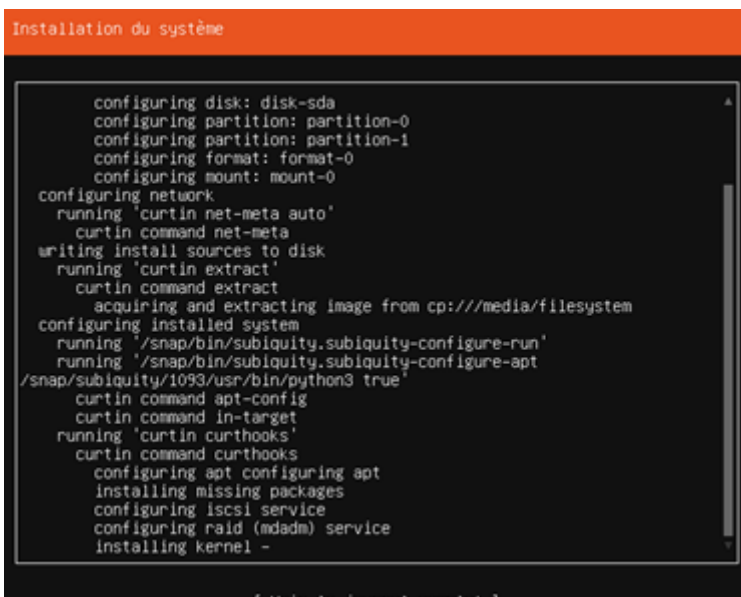 Installation du système
configuring disk: disk-sda
configuring partition: partition-0
configuring partition: partition-1
configuring format: format-0
configuring mount: mount-0
configuring network
running 'curtin net-meta auto'
curtin command net-meta
writing install sources to disk
running 'curtin extract'
curtin command extract
acquiring and extracting image from cp:///media/filesystem
configuring installed system
running '/snap/bin/subiquity.subiquity-configure-run'
running '/snap/bin/subiquity.subiquity-configure-apt
/snap/subiquity/1093/usr/bin/python3 true'
curtin command apt-config
curtin command in-target
running 'curtin curthooks'
curtin command curthooks
configuring apt configuring apt
installing missing packages
configuring iscsi service
configuring raid (mdadm) service
installing kernel -